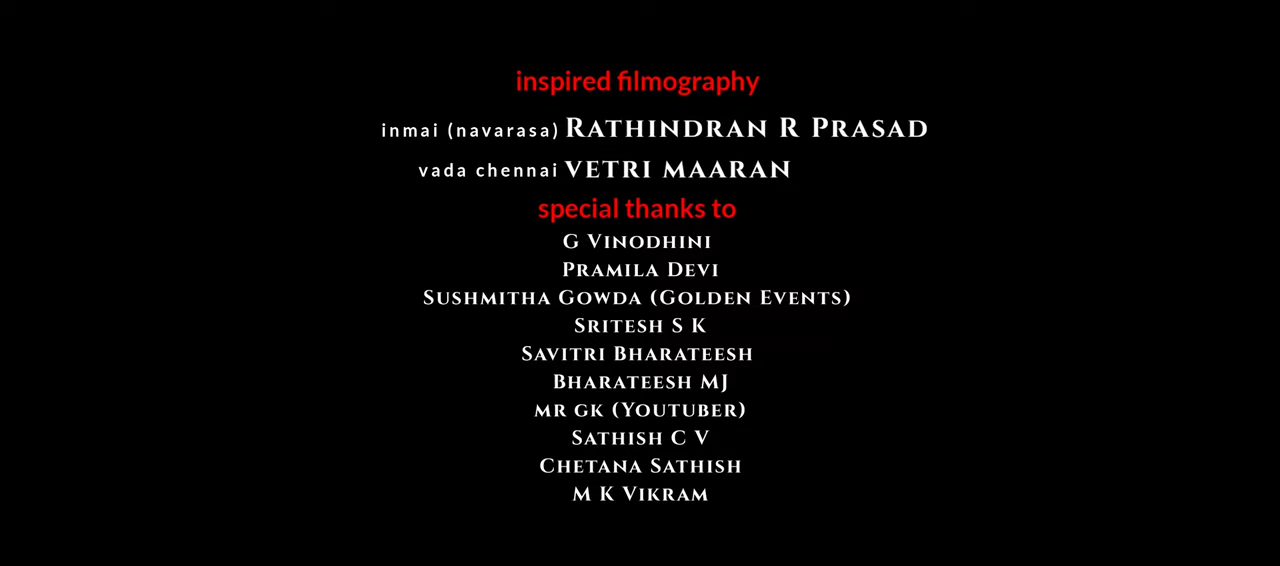 inspired filmography
inmai (navarasa) Rathindran R Prasad
vada chennai VETRI MAARAN
special thanks to
G Vinodhini
Pramila Devi
Sushmitha Gowda (Golden Events)
Sritesh S K
Savitri Bharateesh
Bharateesh MJ
mr gk (Youtuber)
Sathish C V
Chetana Sathish
M K Vikram